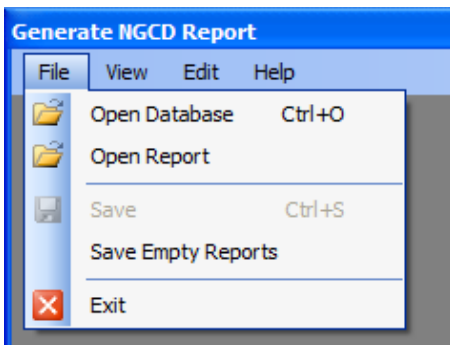 Generate NGCD Report
File View Edit Help
Open Database Ctrl+O
Open Report
Save Ctrl+S
Save Empty Reports
Exit